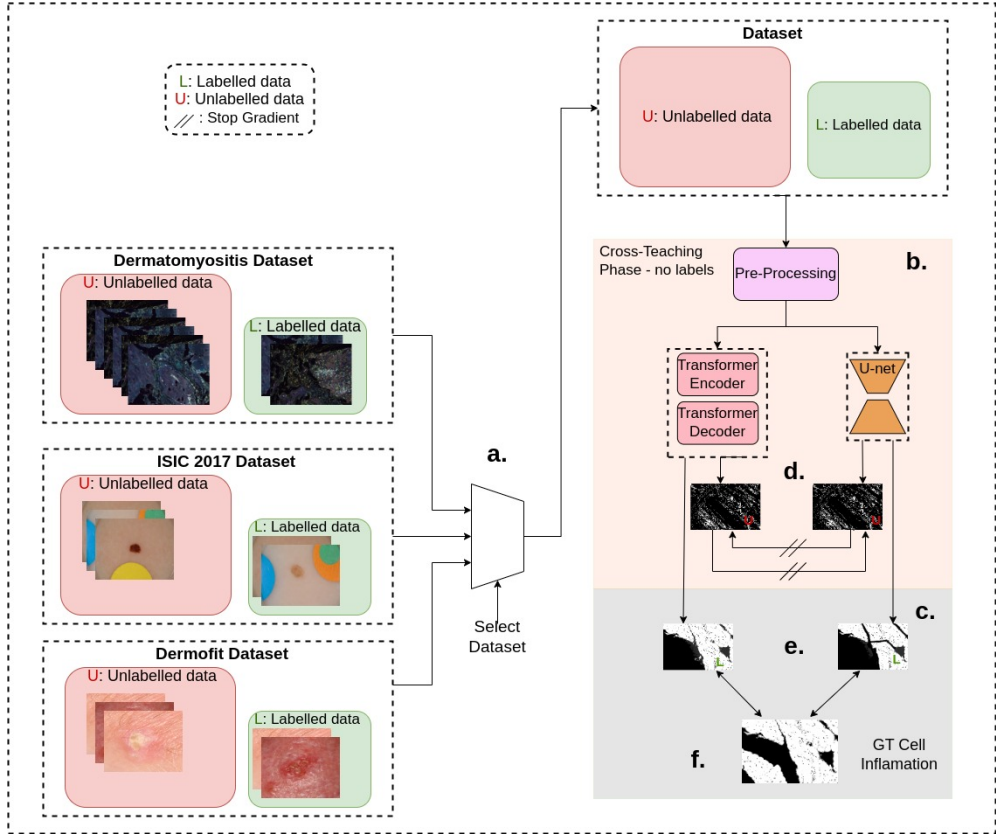 L: Labelled data
U: Unlabelled data
// : Stop Gradient
Dataset
U: Unlabelled data
L: Labelled data
Dermatomyositis Dataset
U: Unlabelled data
L: Labelled data
ISIC 2017 Dataset
U: Unlabelled data
L: Labelled data
Dermofit Dataset
U: Unlabelled data
L: Labelled data
a.
Select
Dataset
Cross-Teaching
Phase - no labels
b.
Pre-Processing
Transformer
Encoder
Transformer
Decoder
U-net
d.
U
U
//
//
c.
e.
L
L
f.
GT Cell
Inflamation